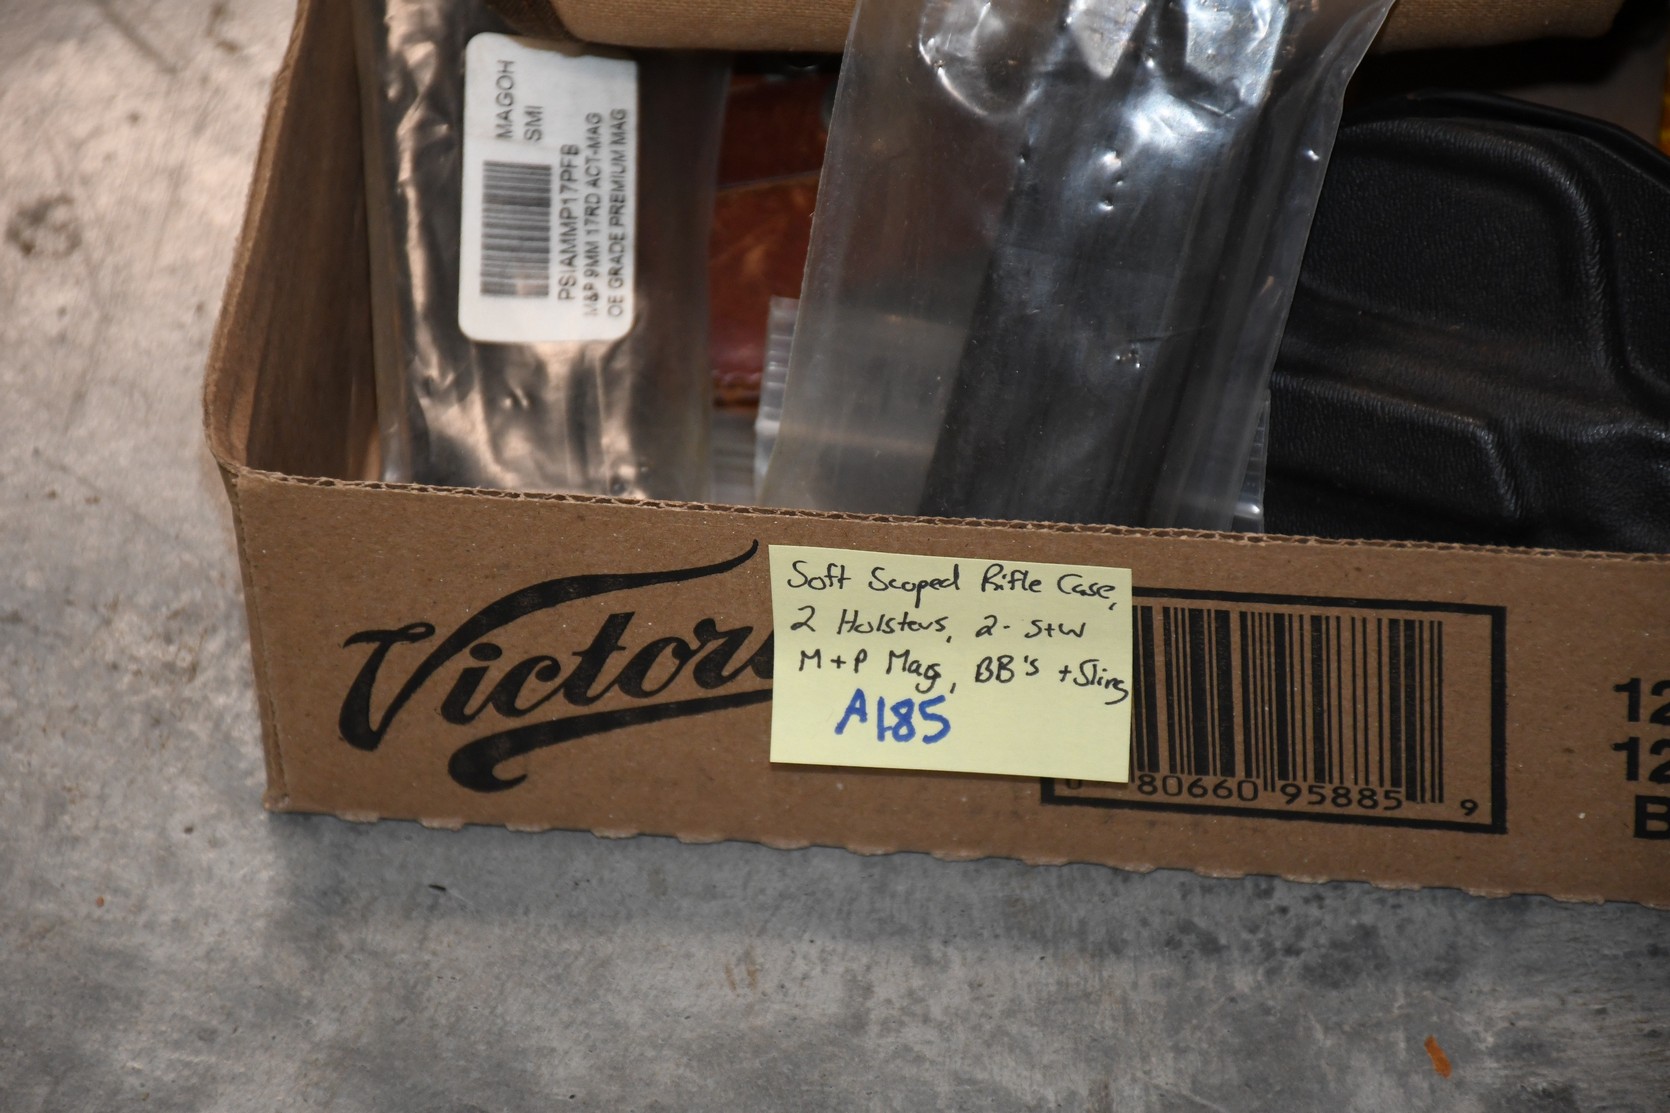 MAGOH
SMI
PSIAMMP17PFB
M&P 9MM 17RD ACT-MAG
OE GRADE PREMIUM MAG
Soft Scoped Rifle Case,
2 Holsters, 2- S+W
M+P Mag, BB's + Sling
A185
Victor
0 80660 95885 9
12
12
B